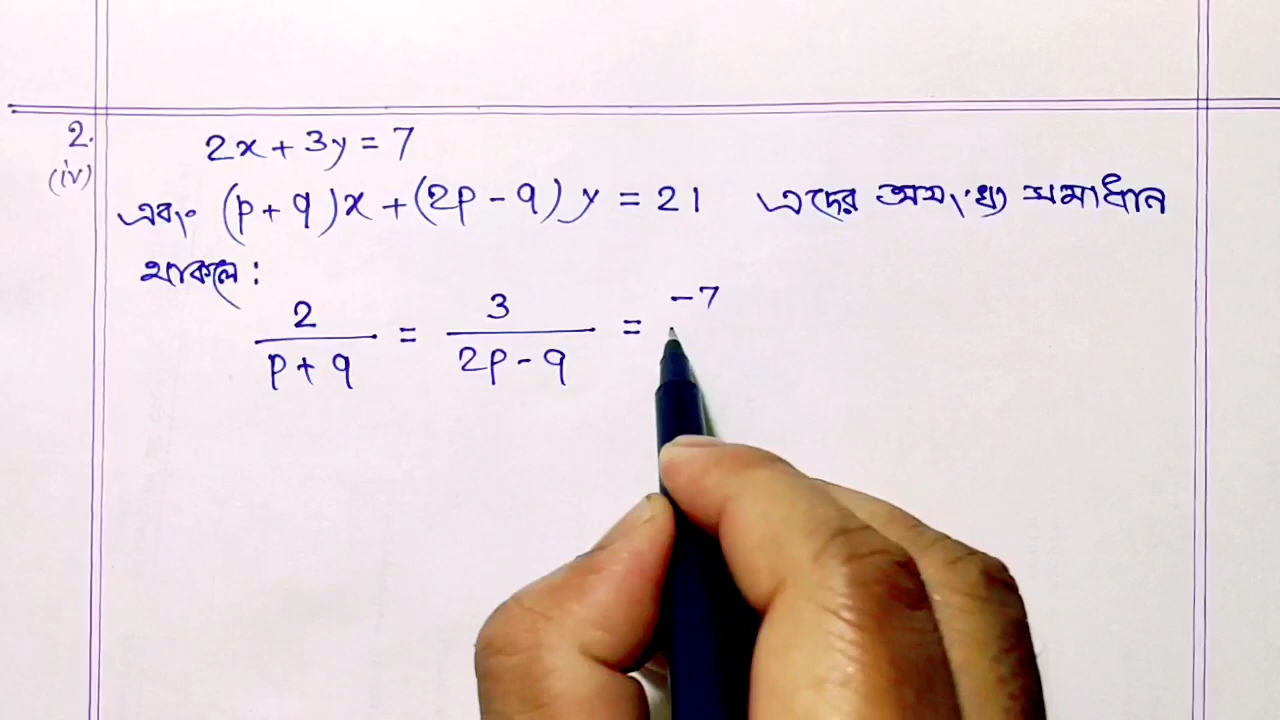 2. 2x + 3y = 7
(iv) এবং (p + q)x + (2p - q)y = 21 এদের অসংখ্য সমাধান
থাকলে :
2/(p + q) = 3/(2p - q) = -7